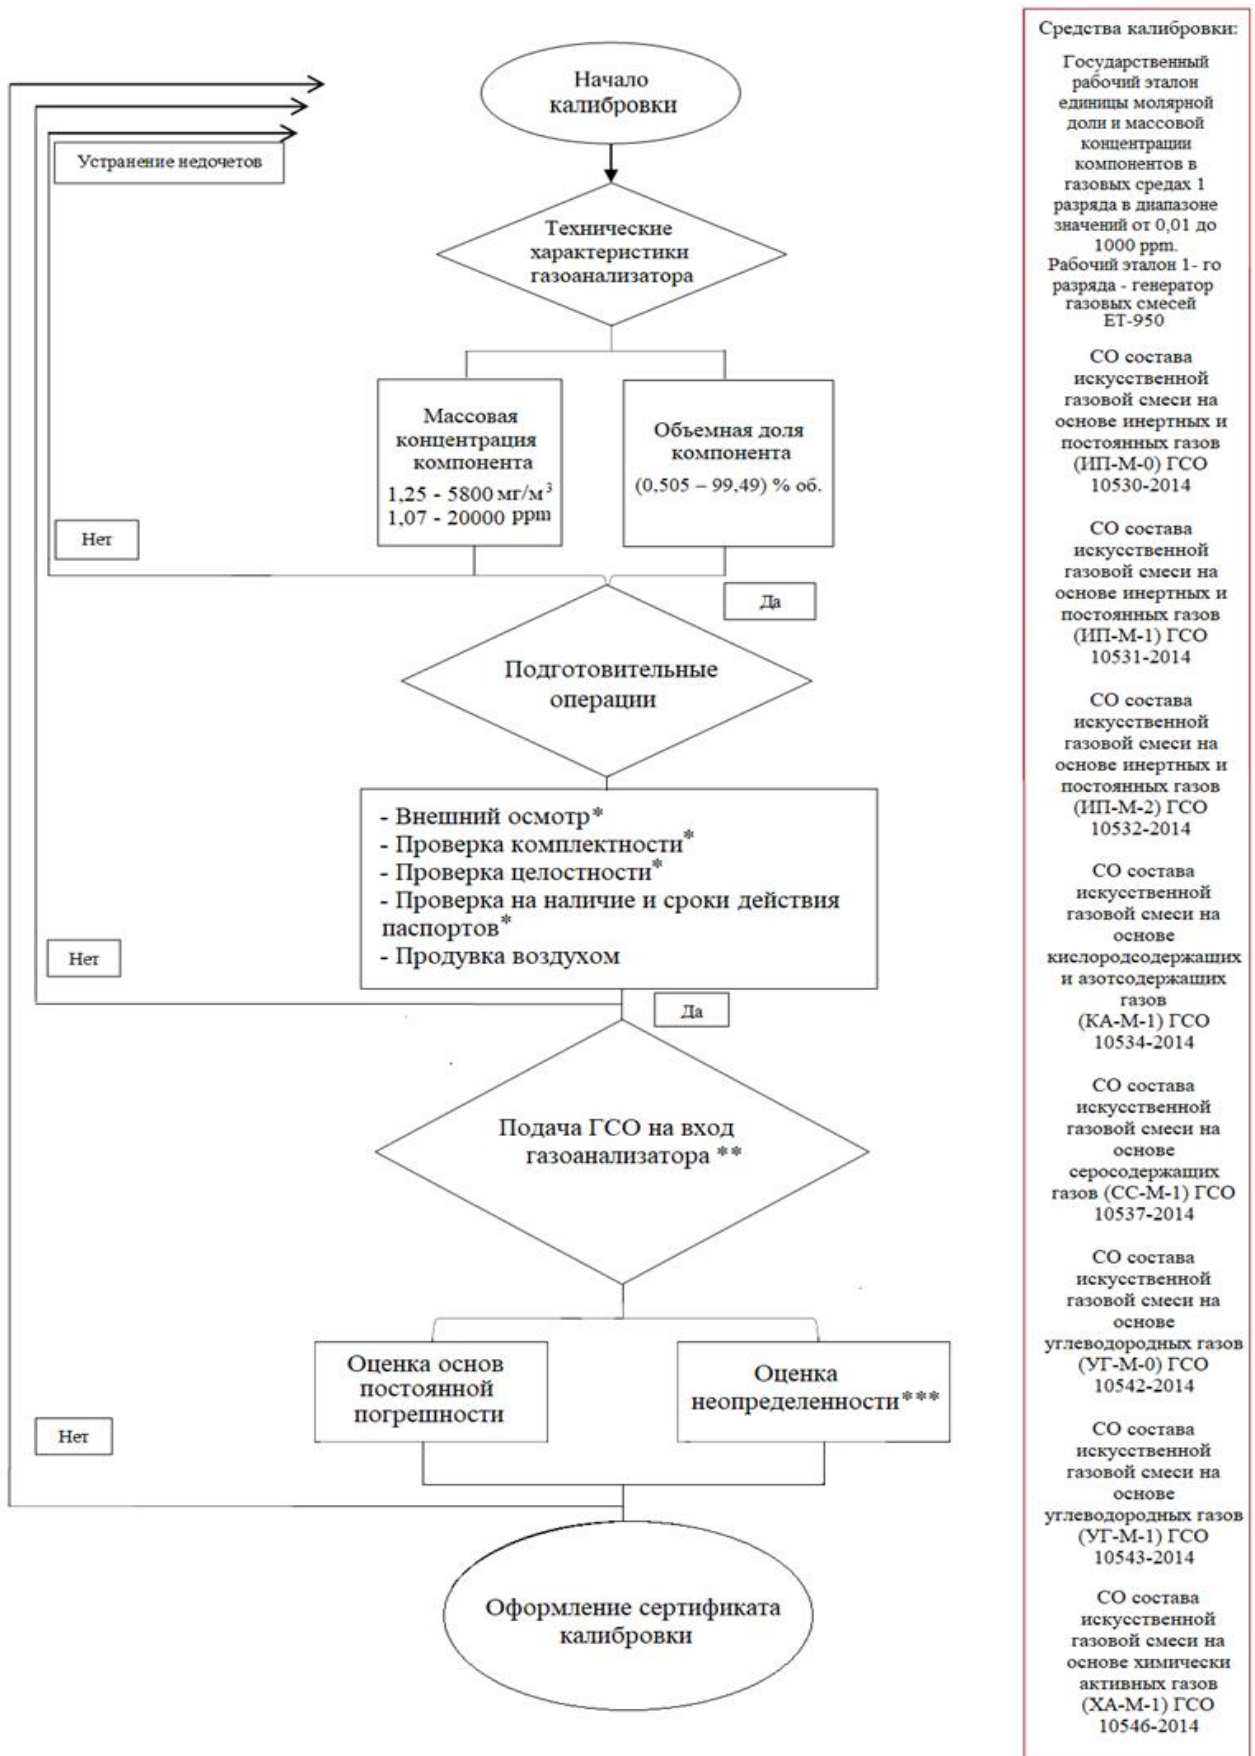 Начало
калибровки
Устранение недочетов
Технические
характеристики
газоанализатора
Массовая
концентрация
компонента
1,25 - 5800 мг/м³
1,07 - 20000 ppm
Объемная доля
компонента
(0,505 – 99,49) % об.
Нет
Да
Подготовительные
операции
- Внешний осмотр*
- Проверка комплектности*
- Проверка целостности*
- Проверка на наличие и сроки действия
паспортов*
- Продувка воздухом
Нет
Да
Подача ГСО на вход
газоанализатора **
Оценка основ
постоянной
погрешности
Оценка
неопределенности***
Нет
Оформление сертификата
калибровки
Средства калибровки:
Государственный
рабочий эталон
единицы молярной
доли и массовой
концентрации
компонентов в
газовых средах 1
разряда в диапазоне
значений от 0,01 до
1000 ppm.
Рабочий эталон 1- го
разряда - генератор
газовых смесей
ЕТ-950
СО состава
искусственной
газовой смеси на
основе инертных и
постоянных газов
(ИП-М-0) ГСО
10530-2014
СО состава
искусственной
газовой смеси на
основе инертных и
постоянных газов
(ИП-М-1) ГСО
10531-2014
СО состава
искусственной
газовой смеси на
основе инертных и
постоянных газов
(ИП-М-2) ГСО
10532-2014
СО состава
искусственной
газовой смеси на
основе
кислородсодержащих
и азотсодержащих
газов
(КА-М-1) ГСО
10534-2014
СО состава
искусственной
газовой смеси на
основе
серосодержащих
газов (СС-М-1) ГСО
10537-2014
СО состава
искусственной
газовой смеси на
основе
углеводородных газов
(УГ-М-0) ГСО
10542-2014
СО состава
искусственной
газовой смеси на
основе
углеводородных газов
(УГ-М-1) ГСО
10543-2014
СО состава
искусственной
газовой смеси на
основе химически
активных газов
(ХА-М-1) ГСО
10546-2014